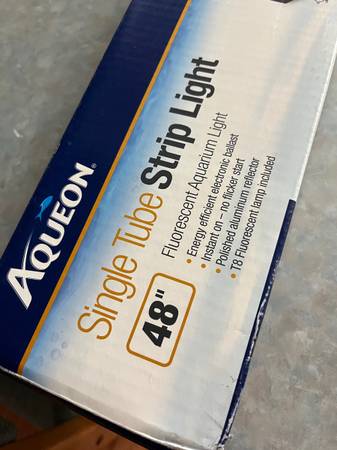 AQUEON®
Single Tube Strip Light
48"
Fluorescent Aquarium Light
• Energy efficient electronic ballast
• Instant on – no flicker start
• Polished aluminum reflector
• T8 Fluorescent lamp included